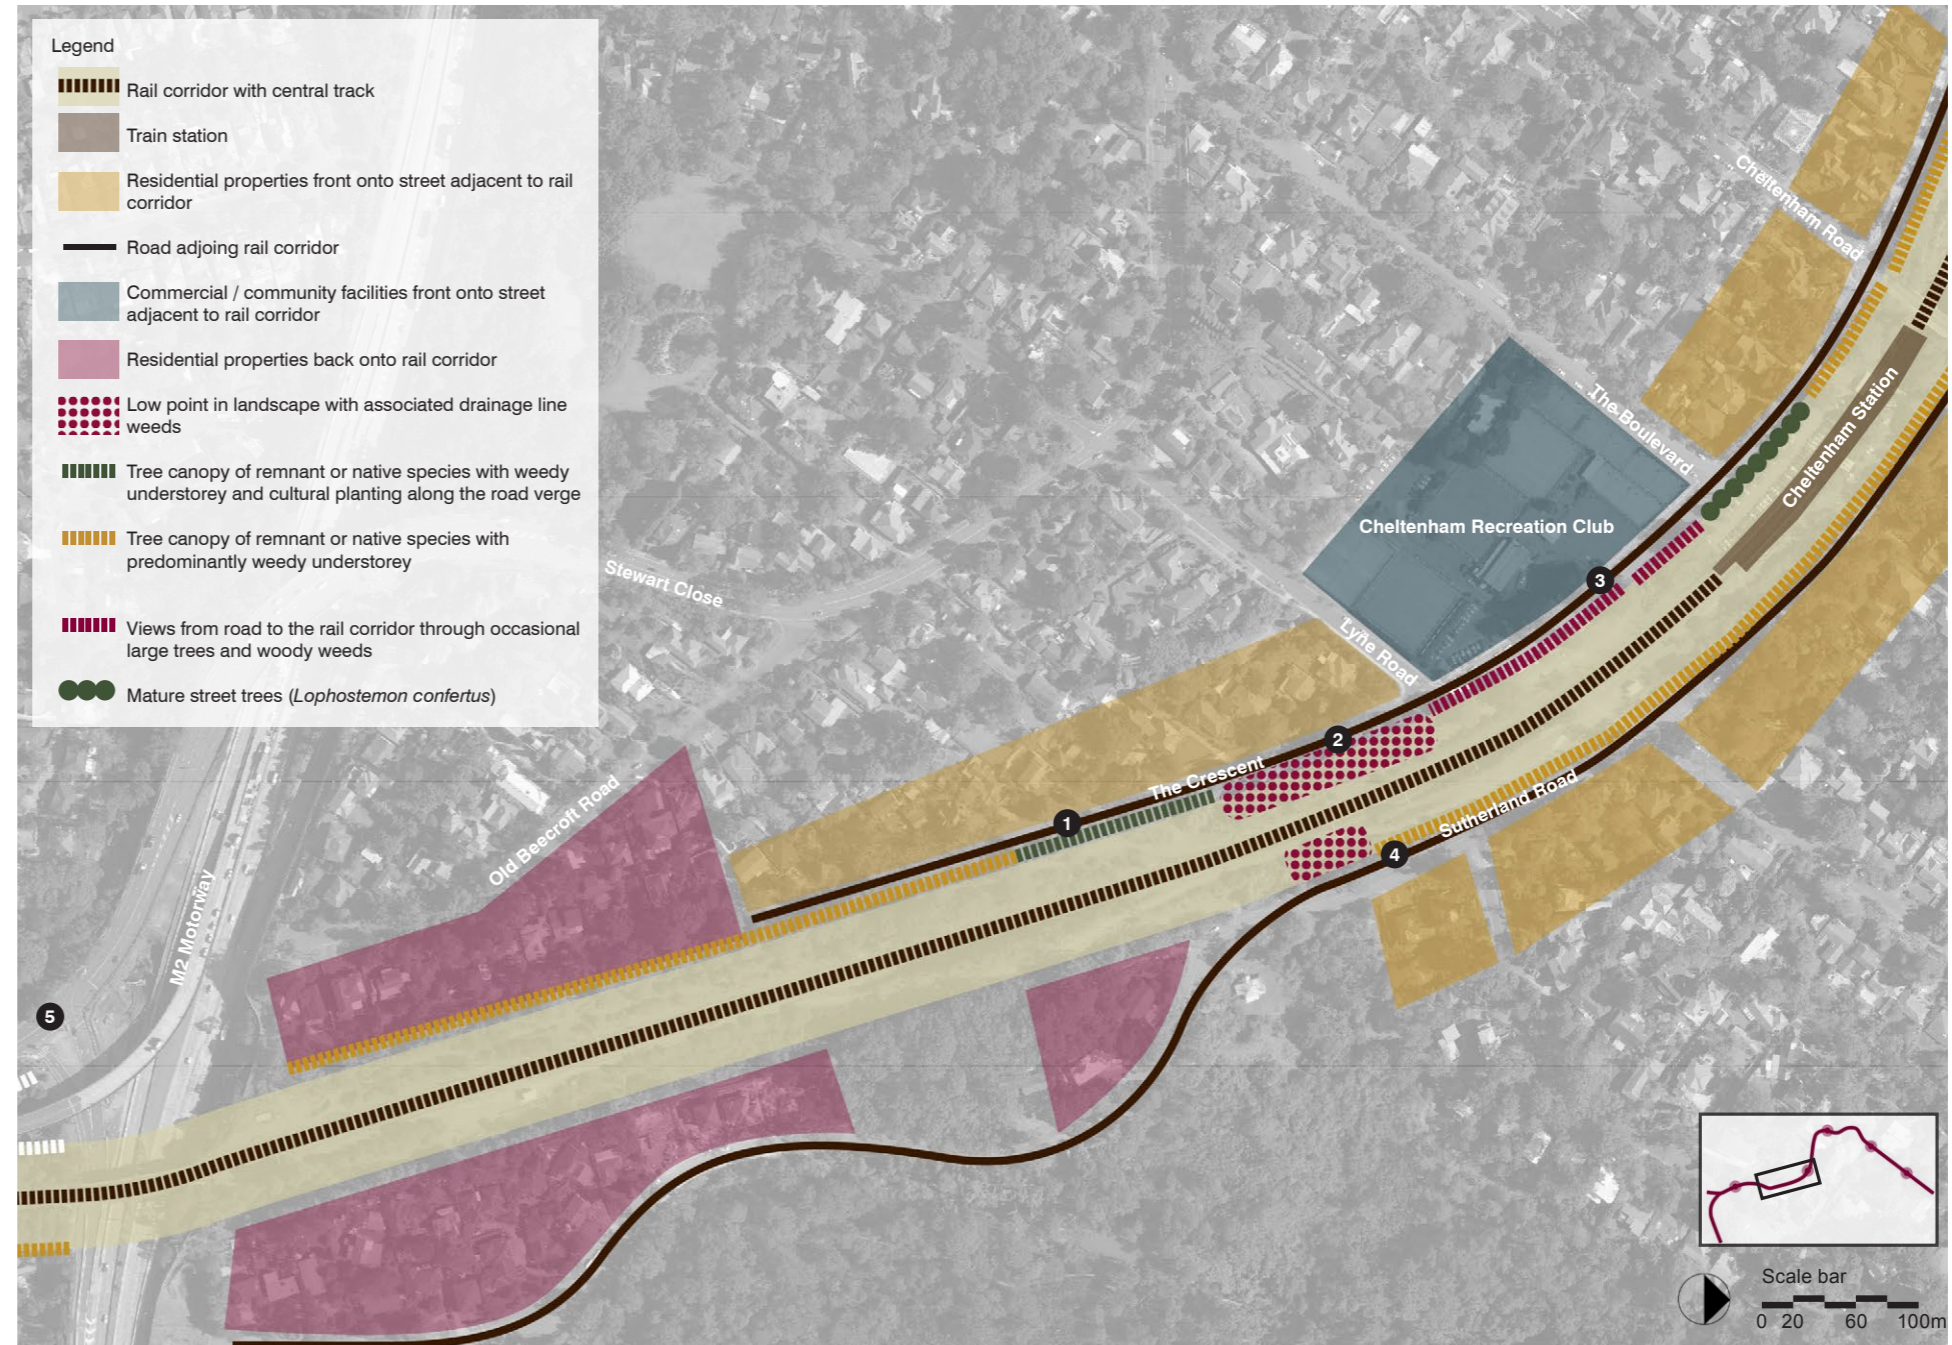 Legend
Rail corridor with central track
Train station
Residential properties front onto street adjacent to rail
corridor
Road adjoing rail corridor
Commercial / community facilities front onto street
adjacent to rail corridor
Residential properties back onto rail corridor
Low point in landscape with associated drainage line
weeds
Tree canopy of remnant or native species with weedy
understorey and cultural planting along the road verge
Tree canopy of remnant or native species with
predominantly weedy understorey
Views from road to the rail corridor through occasional
large trees and woody weeds
Mature street trees (Lophostemon confertus)
Cheltenham Road
The Boulevard
Cheltenham Station
Cheltenham Recreation Club
3
Stewart Close
Lyne Road
2
The Crescent
1
Sutherland Road
4
Old Beecroft Road
M2 Motorway
5
Scale bar
0 20 60 100m